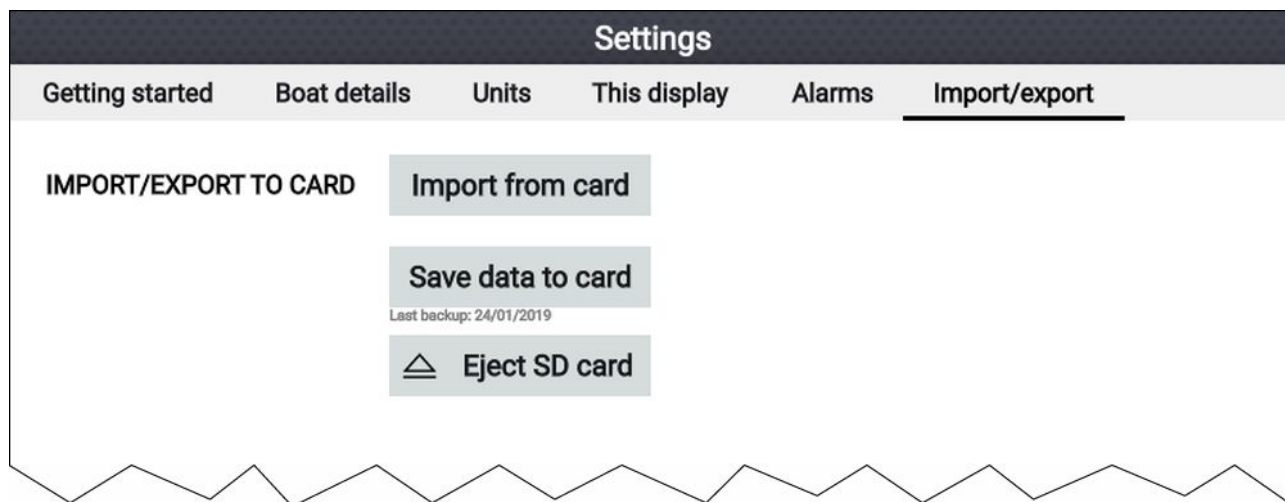 Settings
Getting started Boat details Units This display Alarms Import/export
IMPORT/EXPORT TO CARD Import from card
Save data to card
Last backup: 24/01/2019
Eject SD card